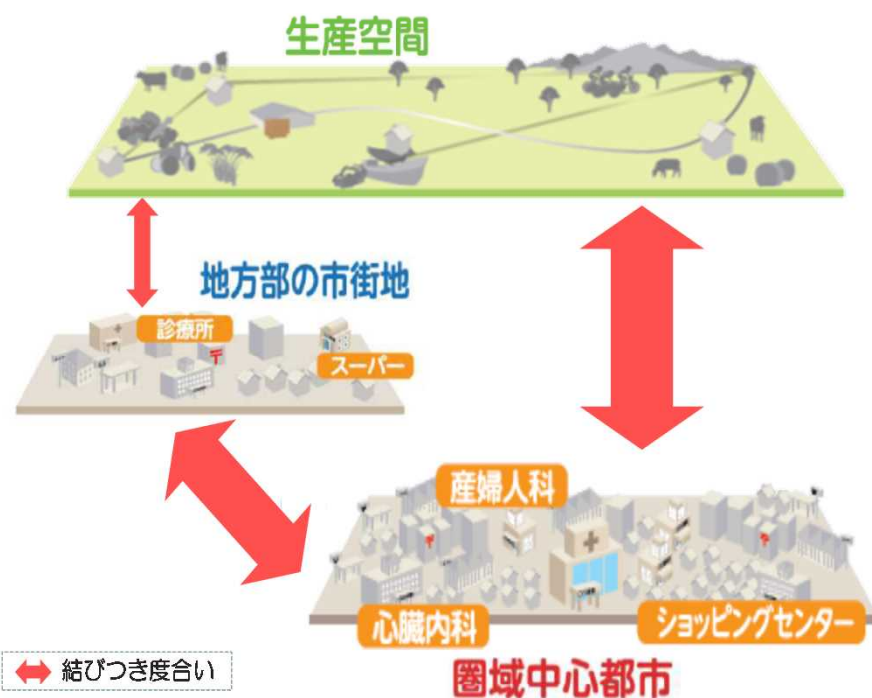 生産空間
地方部の市街地
診療所
スーパー
産婦人科
心臓内科
ショッピングセンター
圏域中心都市
結びつき度合い